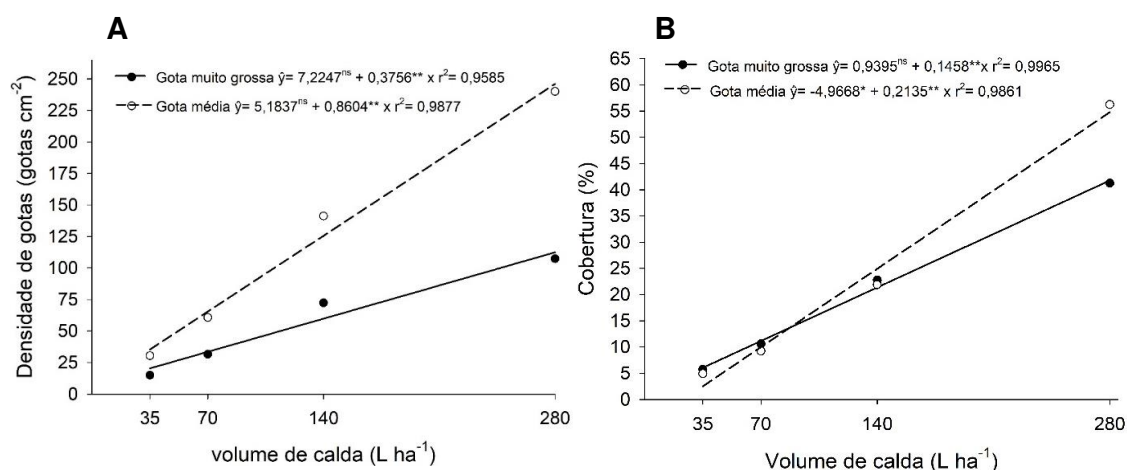 A
Gota muito grossa ŷ= 7,2247ns + 0,3756** x r²= 0,9585
Gota média ŷ= 5,1837ns + 0,8604** x r²= 0,9877
Densidade de gotas (gotas cm-2)
250
225
200
175
150
125
100
75
50
25
0
35 70 140 280
volume de calda (L ha-1)
B
Gota muito grossa ŷ= 0,9395ns + 0,1458**x r²= 0,9965
Gota média ŷ= -4,9668* + 0,2135** x r²= 0,9861
Cobertura (%)
65
60
55
50
45
40
35
30
25
20
15
10
5
0
35 70 140 280
Volume de calda (L ha-1)